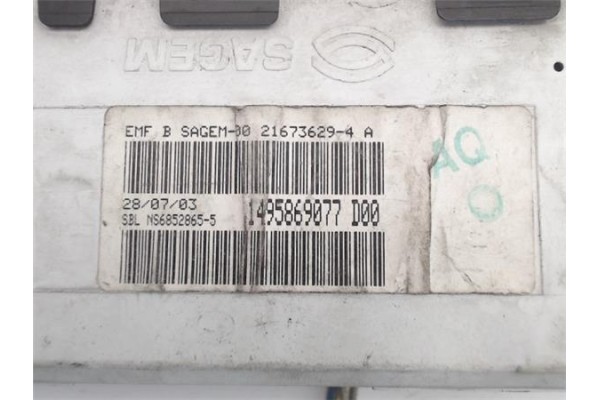 SAGEM
EMF B SAGEM-00 21673629-4 A
AQ
28/07/03
1495869077 D00
SBL NS6852865-5